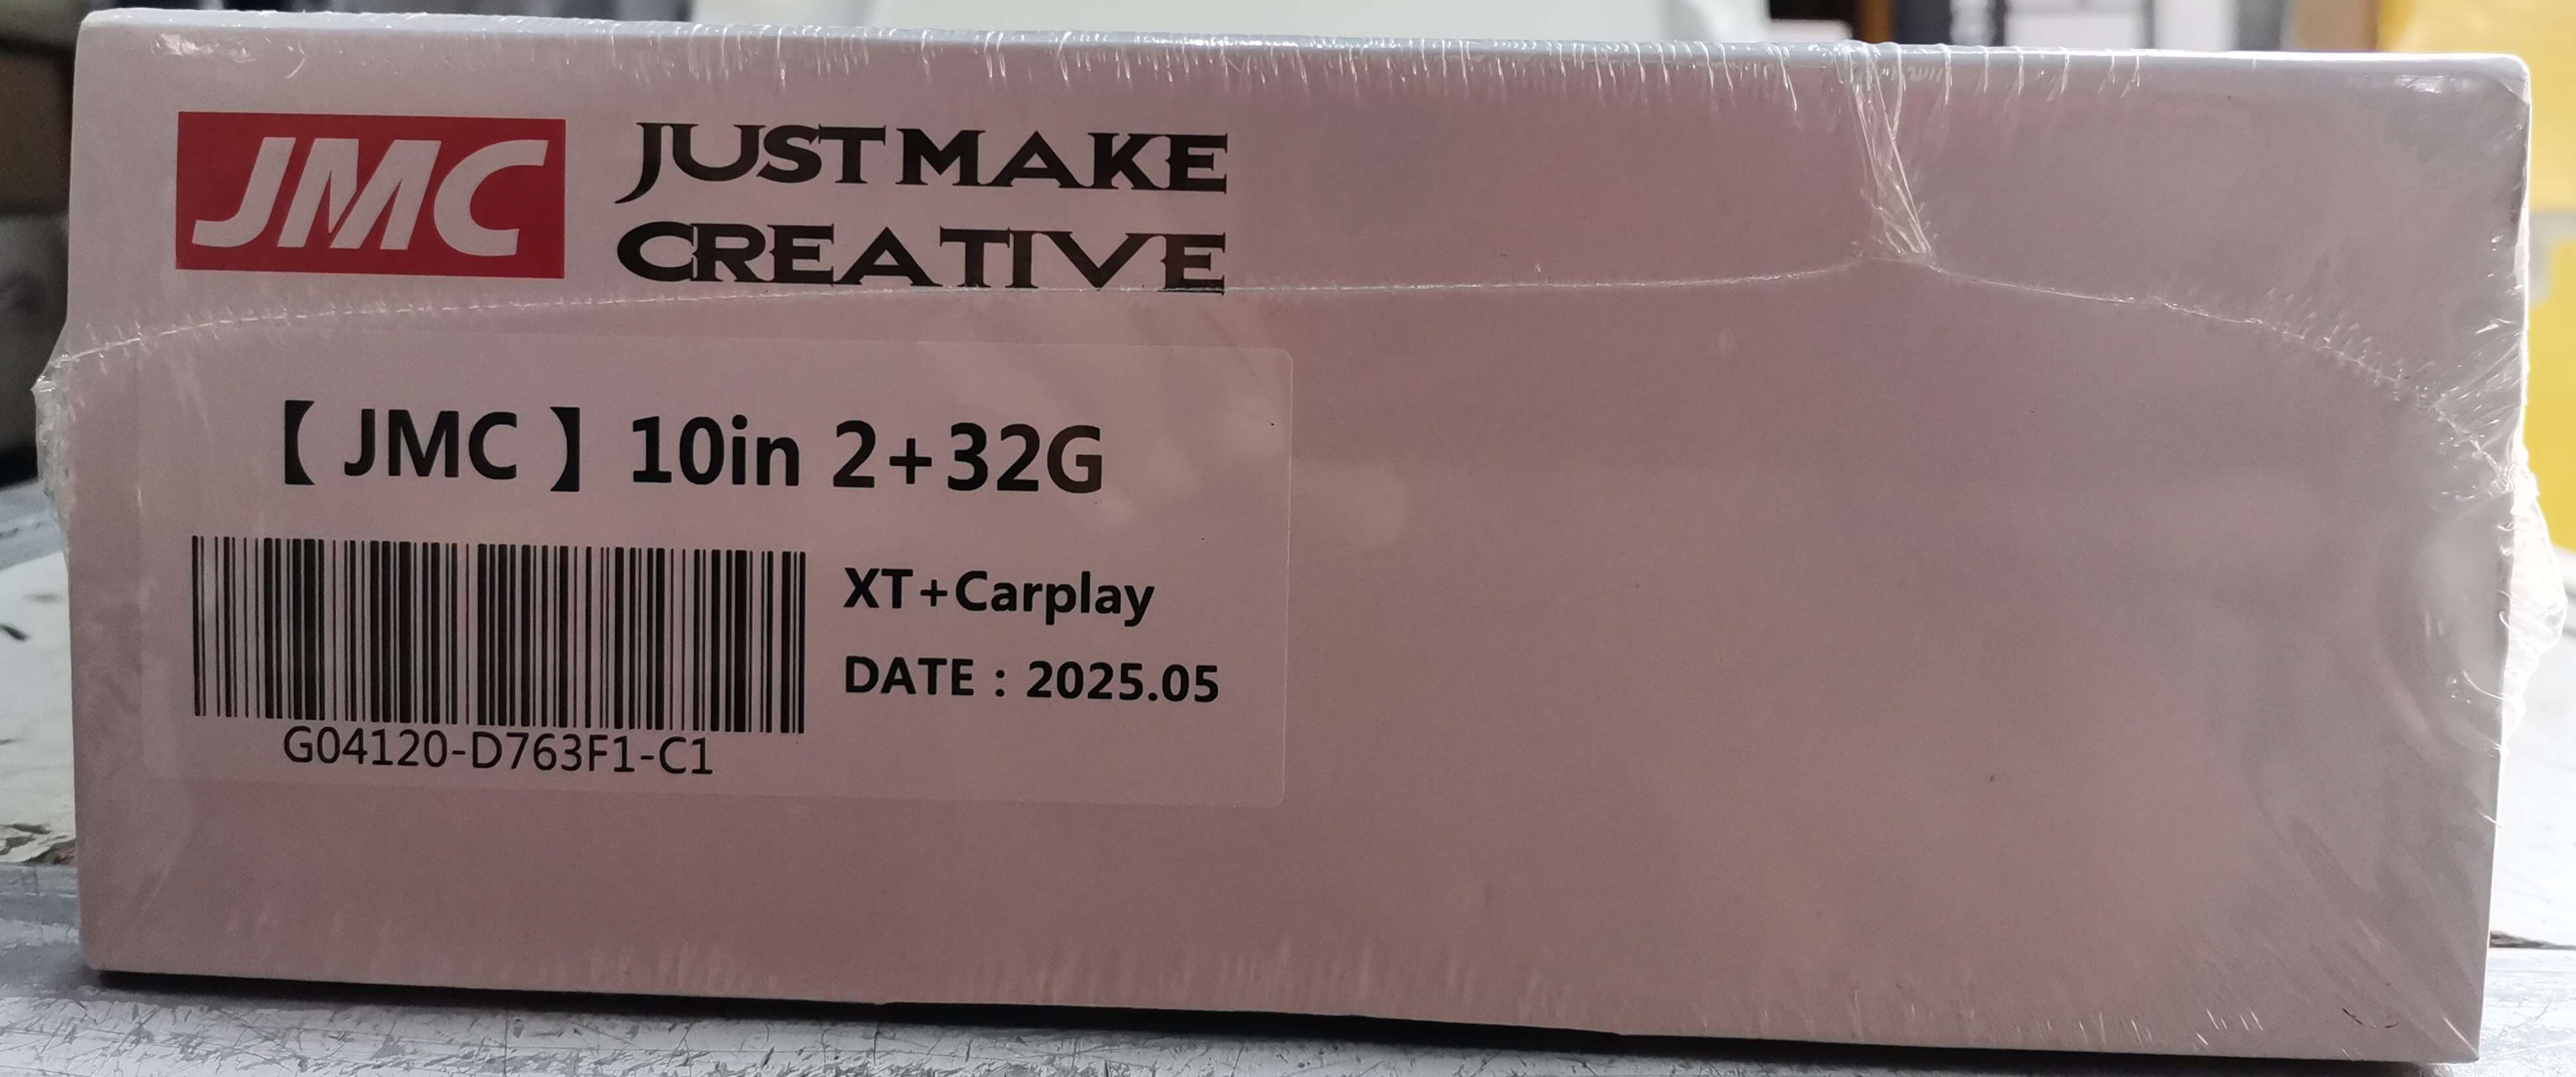 JMC
JUST MAKE
CREATIVE
【 JMC 】 10in 2+32G
XT+Carplay
DATE : 2025.05
G04120-D763F1-C1